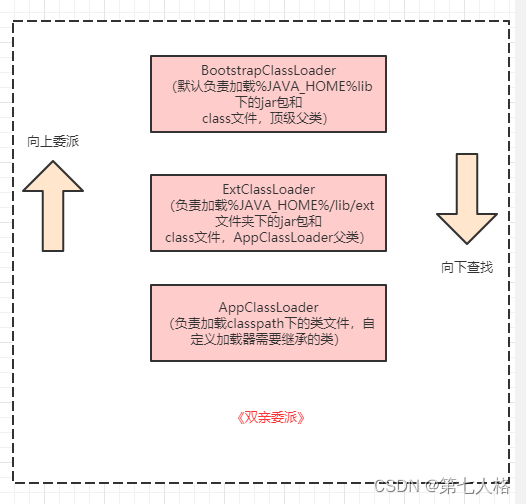 BootstrapClassLoader
（默认负责加载%JAVA_HOME%lib
下的jar包和
class文件，顶级父类）
向上委派
ExtClassLoader
（负责加载%JAVA_HOME%/lib/ext
文件夹下的jar包和
class文件，AppClassLoader父类）
向下查找
AppClassLoader
（负责加载classpath下的类文件，自
定义加载器需要继承的类）
《双亲委派》
CSDN @第七人格